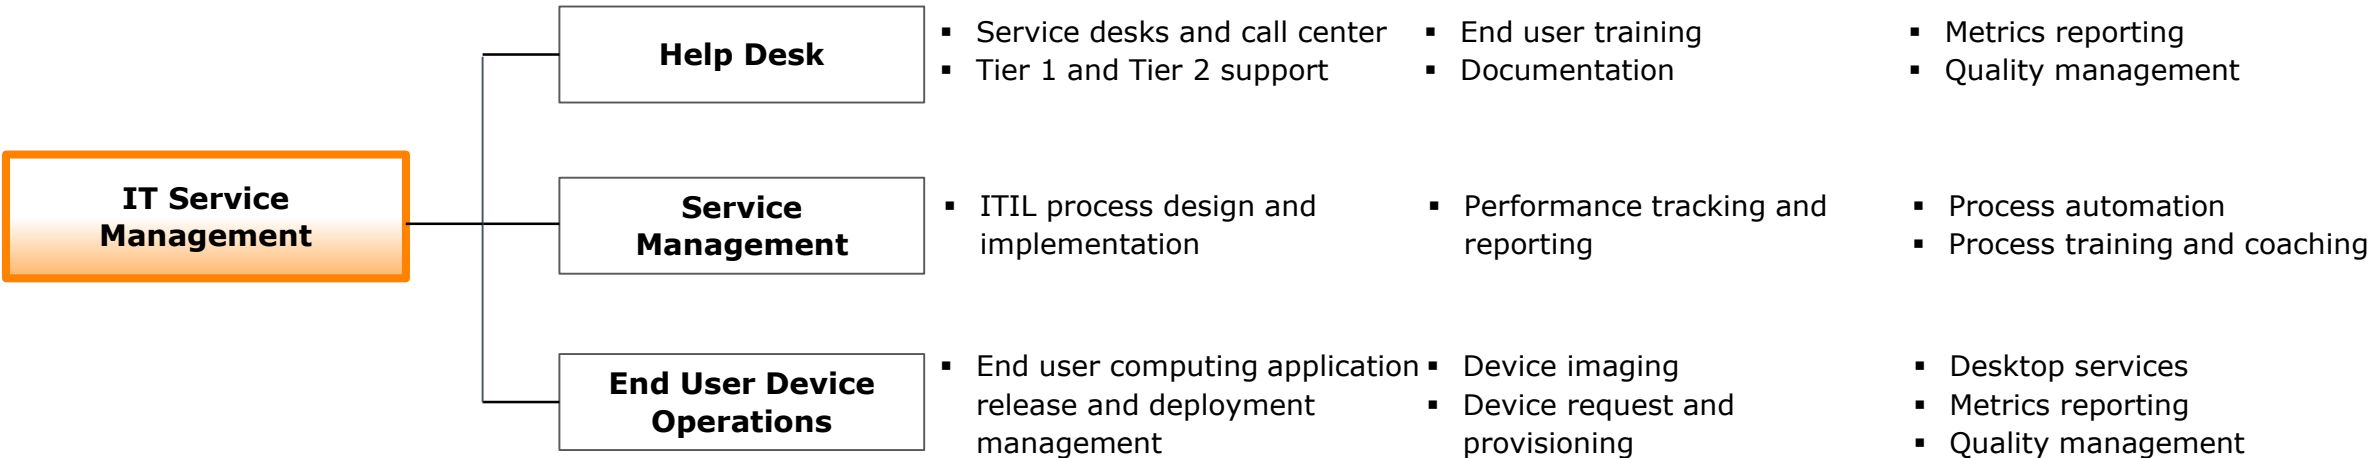 IT Service
Management
Help Desk
▪ Service desks and call center
▪ Tier 1 and Tier 2 support
▪ End user training
▪ Documentation
▪ Metrics reporting
▪ Quality management
Service
Management
▪ ITIL process design and
implementation
▪ Performance tracking and
reporting
▪ Process automation
▪ Process training and coaching
End User Device
Operations
▪ End user computing application
release and deployment
management
▪ Device imaging
▪ Device request and
provisioning
▪ Desktop services
▪ Metrics reporting
▪ Quality management